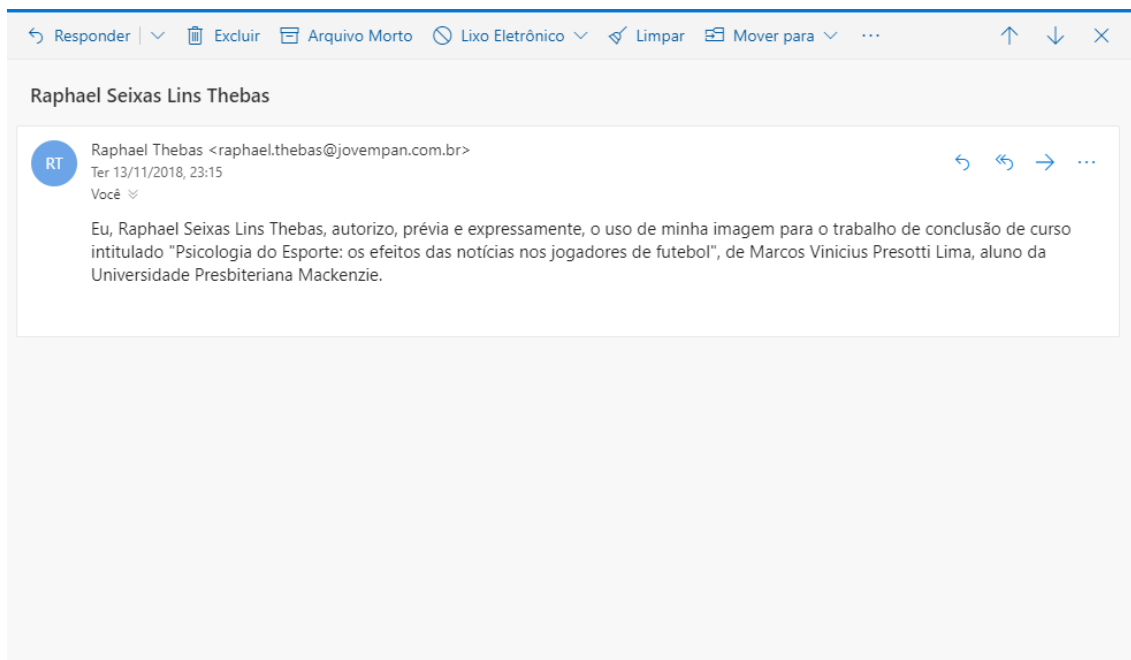 Responder Excluir Arquivo Morto Lixo Eletrônico Limpar Mover para ...
Raphael Seixas Lins Thebas
RT
Raphael Thebas <raphael.thebas@jovempan.com.br>
Ter 13/11/2018, 23:15
Você
Eu, Raphael Seixas Lins Thebas, autorizo, prévia e expressamente, o uso de minha imagem para o trabalho de conclusão de curso
intitulado "Psicologia do Esporte: os efeitos das notícias nos jogadores de futebol", de Marcos Vinicius Presotti Lima, aluno da
Universidade Presbiteriana Mackenzie.